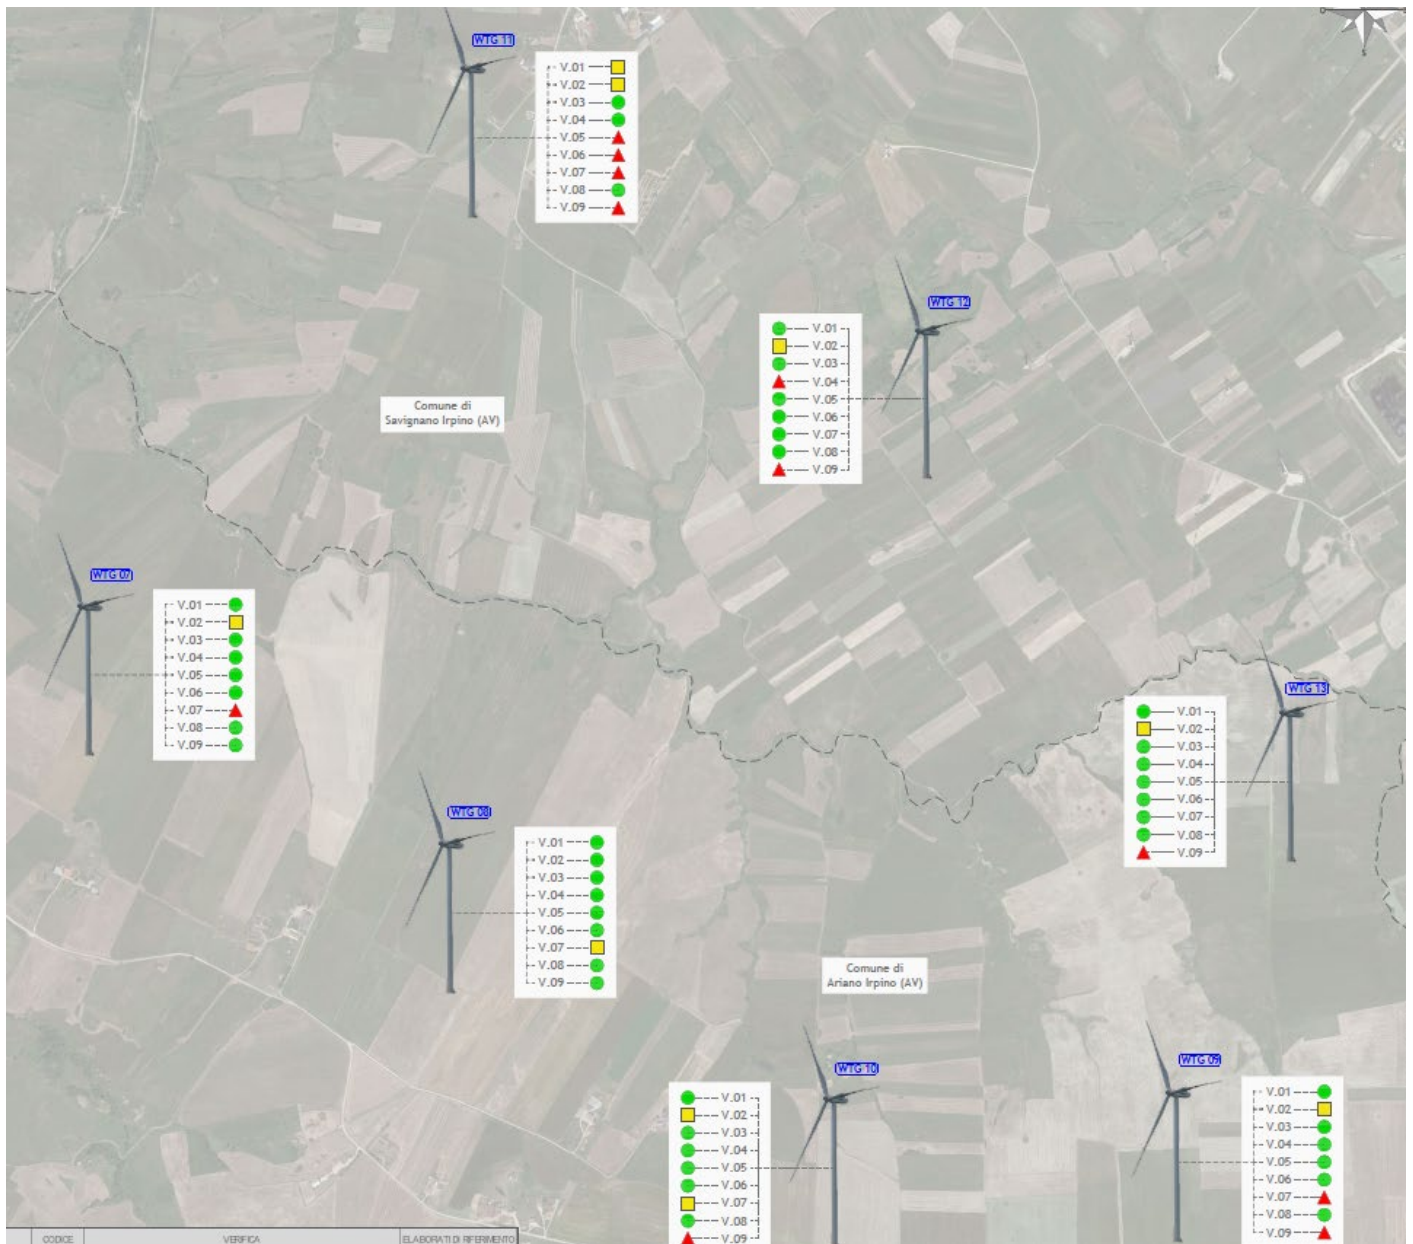 WTG 11
V.01
V.02
V.03
V.04
V.05
V.06
V.07
V.08
V.09
WTG 12
V.01
V.02
V.03
V.04
V.05
V.06
V.07
V.08
V.09
Comune di
Savignano Irpino (AV)
WTG 07
V.01
V.02
V.03
V.04
V.05
V.06
V.07
V.08
V.09
WTG 13
V.01
V.02
V.03
V.04
V.05
V.06
V.07
V.08
V.09
WTG 08
V.01
V.02
V.03
V.04
V.05
V.06
V.07
V.08
V.09
Comune di
Ariano Irpino (AV)
WTG 10
V.01
V.02
V.03
V.04
V.05
V.06
V.07
V.08
V.09
WTG 09
V.01
V.02
V.03
V.04
V.05
V.06
V.07
V.08
V.09
CODICE VERIFICA ELABORATI DI RIFERIMENTO